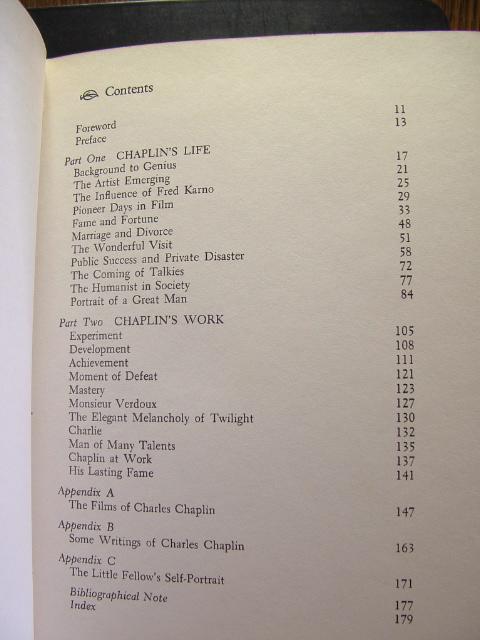 Contents
Foreword 11
Preface 13
Part One CHAPLIN'S LIFE
Background to Genius 17
The Artist Emerging 21
The Influence of Fred Karno 25
Pioneer Days in Film 29
Fame and Fortune 33
Marriage and Divorce 48
The Wonderful Visit 51
Public Success and Private Disaster 58
The Coming of Talkies 72
The Humanist in Society 77
Portrait of a Great Man 84
Part Two CHAPLIN'S WORK
Experiment 105
Development 108
Achievement 111
Moment of Defeat 121
Mastery 123
Monsieur Verdoux 127
The Elegant Melancholy of Twilight 130
Charlie 132
Man of Many Talents 135
Chaplin at Work 137
His Lasting Fame 141
Appendix A
The Films of Charles Chaplin 147
Appendix B
Some Writings of Charles Chaplin 163
Appendix C
The Little Fellow's Self-Portrait 171
Bibliographical Note 177
Index 179